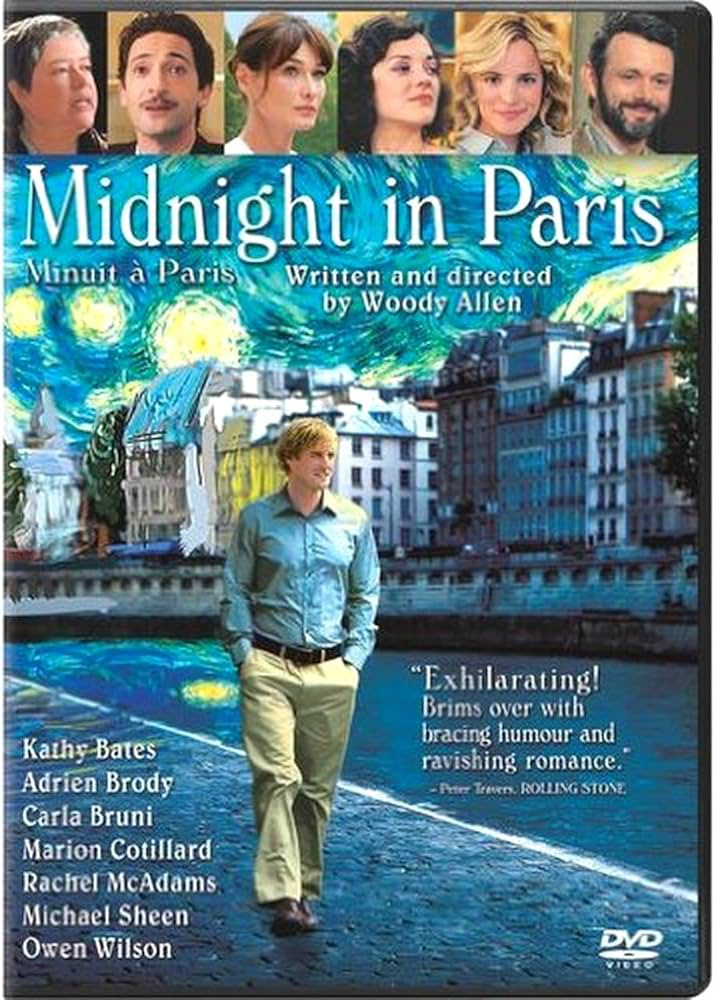 Midnight in Paris
Minuit à Paris
Written and directed
by Woody Allen
“Exhilarating!
Brims over with
bracing humour and
ravishing romance.”
– Peter Travers, ROLLING STONE
Kathy Bates
Adrien Brody
Carla Bruni
Marion Cotillard
Rachel McAdams
Michael Sheen
Owen Wilson
DVD
VIDEO